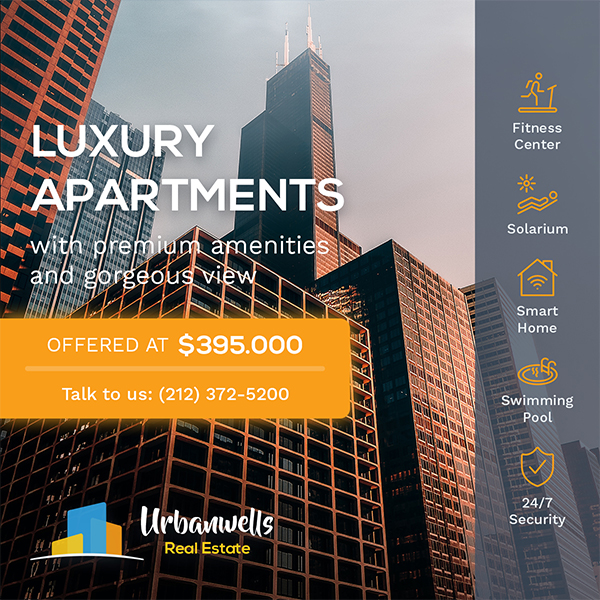 LUXURY
APARTMENTS
with premium amenities
and gorgeous view
OFFERED AT $395.000
Talk to us: (212) 372-5200
Urbanwells
Real Estate
Fitness
Center
Solarium
Smart
Home
Swimming
Pool
24/7
Security